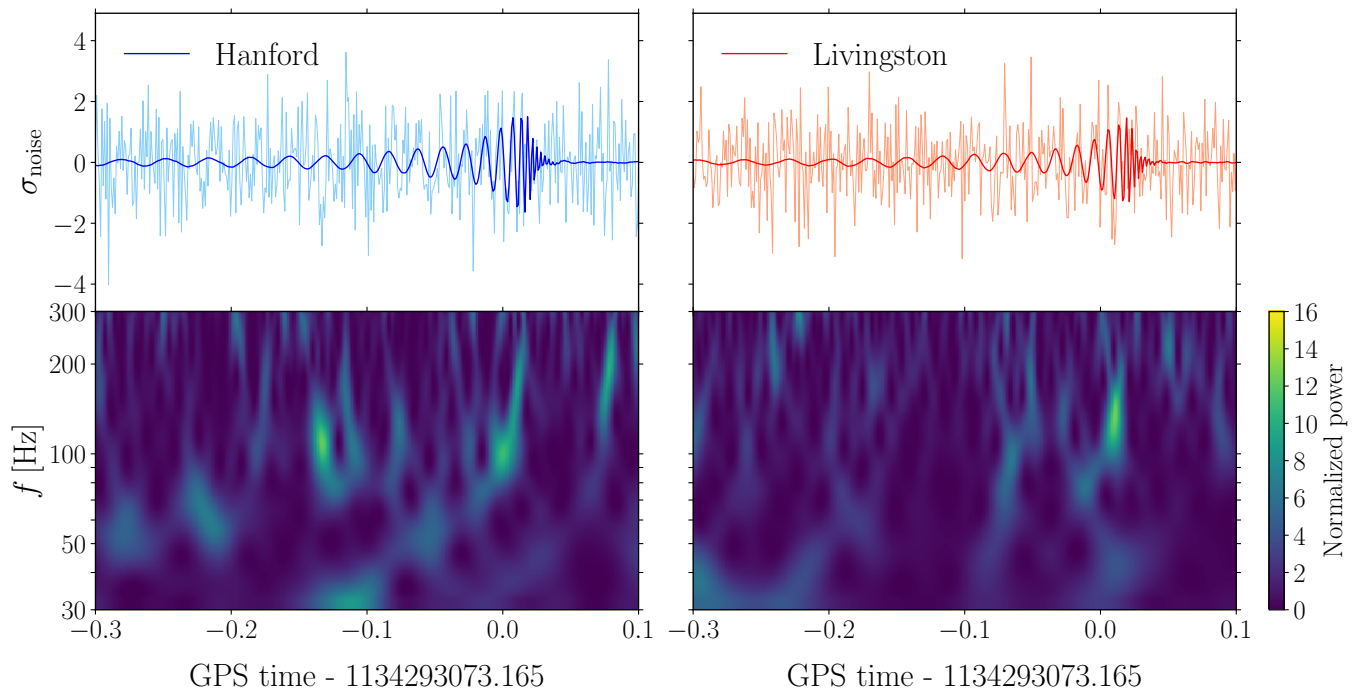 Hanford
Livingston
4
2
0
−2
−4
σnoise
300
200
100
50
30
f [Hz]
−0.3 −0.2 −0.1 0.0 0.1
−0.3 −0.2 −0.1 0.0 0.1
GPS time - 1134293073.165
GPS time - 1134293073.165
16
14
12
10
8
6
4
2
0
Normalized power